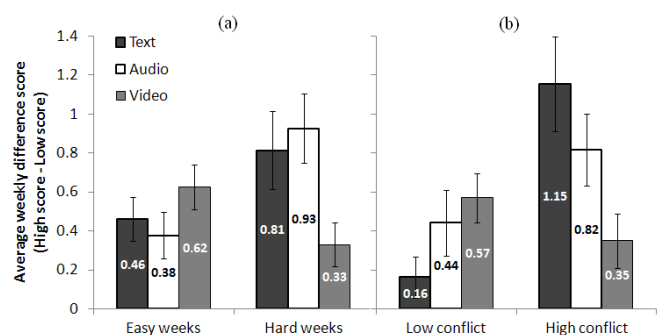 (a) (b)
Average weekly difference score
(High score - Low score)
1.4
1.2
1
0.8
0.6
0.4
0.2
0
Text
Audio
Video
0.46 0.38 0.62 0.81 0.93 0.33 0.16 0.44 0.57 1.15 0.82 0.35
Easy weeks Hard weeks Low conflict High conflict